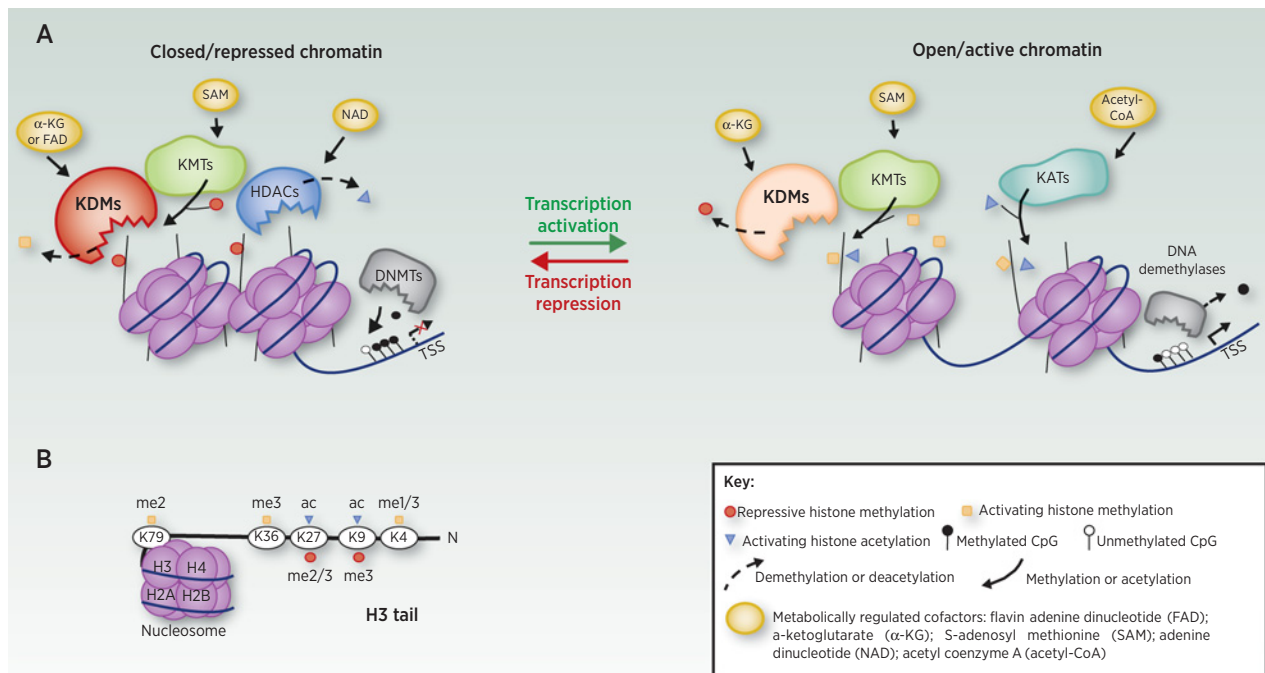 A
Closed/repressed chromatin
Open/active chromatin
SAM
α-KG
or FAD
NAD
KMTs
KDMs
HDACs
DNMTs
TSS
Transcription
activation
Transcription
repression
α-KG
SAM
Acetyl-
CoA
KDMs
KMTs
KATs
DNA
demethylases
TSS
B
me2
me3
ac
ac
me1/3
K79
K36
K27
K9
K4
N
me2/3
me3
H3
H4
H2A
H2B
Nucleosome
H3 tail
Key:
Repressive histone methylation
Activating histone methylation
Activating histone acetylation
Methylated CpG
Unmethylated CpG
Demethylation or deacetylation
Methylation or acetylation
Metabolically regulated cofactors: flavin adenine dinucleotide (FAD);
a-ketoglutarate (α-KG); S-adenosyl methionine (SAM); adenine
dinucleotide (NAD); acetyl coenzyme A (acetyl-CoA)